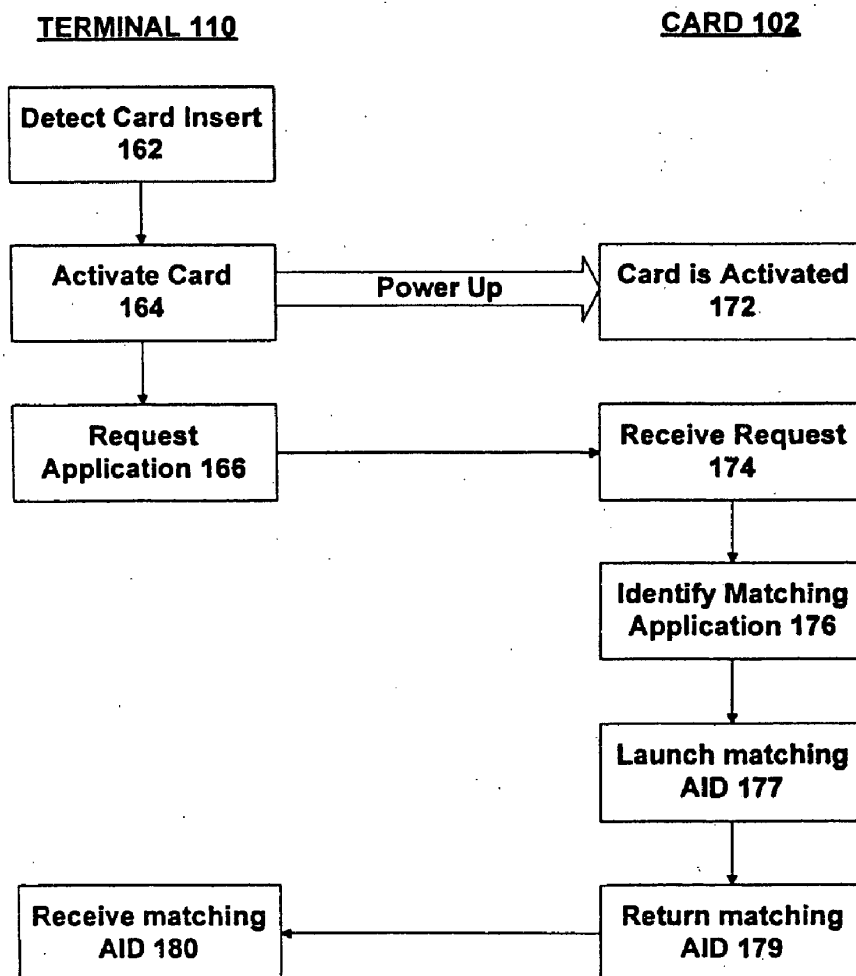 TERMINAL 110
CARD 102
Detect Card Insert
162
Activate Card
164
Power Up
Card is Activated
172
Request
Application 166
Receive Request
174
Identify Matching
Application 176
Launch matching
AID 177
Receive matching
AID 180
Return matching
AID 179